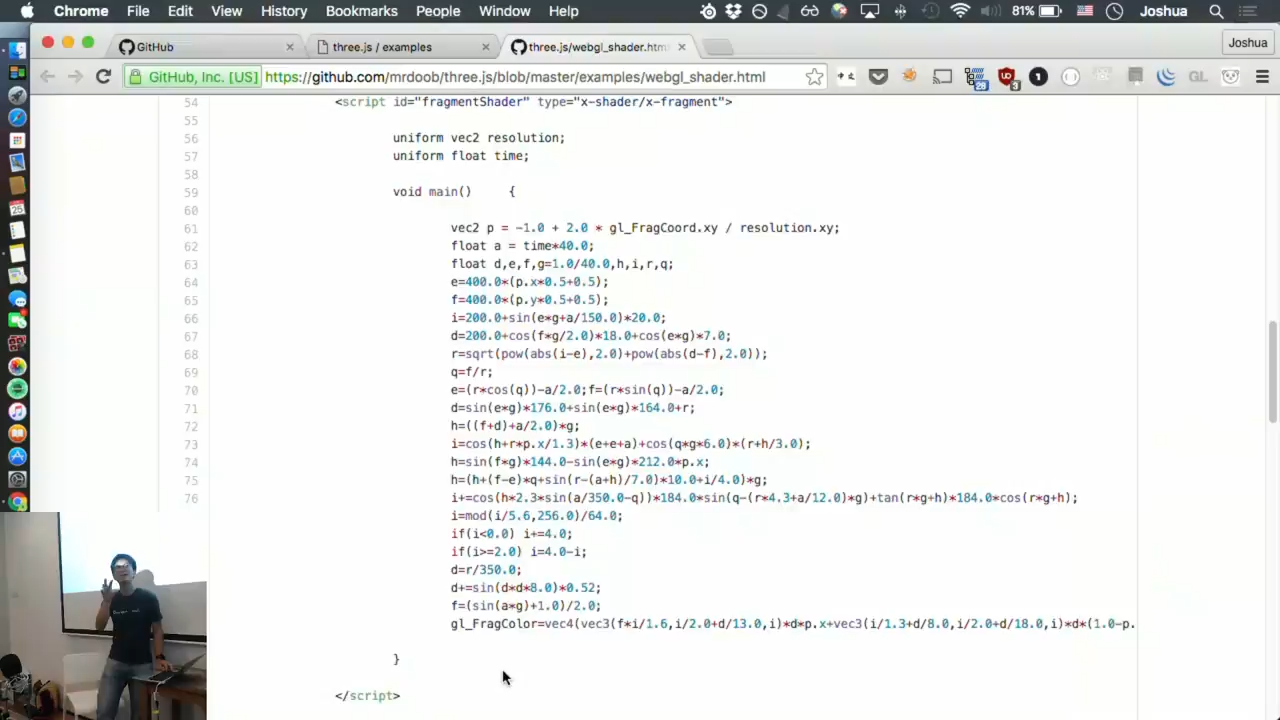 Chrome File Edit View History Bookmarks People Window Help 81% Joshua
GitHub three.js / examples three.js/webgl_shader.htm Joshua
GitHub, Inc. [US] https://github.com/mrdoob/three.js/blob/master/examples/webgl_shader.html
54 <script id="fragmentShader" type="x-shader/x-fragment">
55
56 uniform vec2 resolution;
57 uniform float time;
58
59 void main() {
60
61 vec2 p = -1.0 + 2.0 * gl_FragCoord.xy / resolution.xy;
62 float a = time*40.0;
63 float d,e,f,g=1.0/40.0,h,i,r,q;
64 e=400.0*(p.x*0.5+0.5);
65 f=400.0*(p.y*0.5+0.5);
66 i=200.0+sin(e*g+a/150.0)*20.0;
67 d=200.0+cos(f*g/2.0)*18.0+cos(e*g)*7.0;
68 r=sqrt(pow(abs(i-e),2.0)+pow(abs(d-f),2.0));
69 q=f/r;
70 e=(r*cos(q))-a/2.0;f=(r*sin(q))-a/2.0;
71 d=sin(e*g)*176.0+sin(e*g)*164.0+r;
72 h=((f+d)+a/2.0)*g;
73 i=cos(h+r*p.x/1.3)*(e+e+a)+cos(q*g*6.0)*(r+h/3.0);
74 h=sin(f*g)*144.0-sin(e*g)*212.0*p.x;
75 h=(h+(f-e)*q+sin(r-(a+h)/7.0)*10.0+i/4.0)*g;
76 i+=cos(h*2.3*sin(a/350.0-q))*184.0*sin(q-(r*4.3+a/12.0)*g)+tan(r*g+h)*184.0*cos(r*g+h);
i=mod(i/5.6,256.0)/64.0;
if(i<0.0) i+=4.0;
if(i>=2.0) i=4.0-i;
d=r/350.0;
d+=sin(d*d*8.0)*0.52;
f=(sin(a*g)+1.0)/2.0;
gl_FragColor=vec4(vec3(f*i/1.6,i/2.0+d/13.0,i)*d*p.x+vec3(i/1.3+d/8.0,i/2.0+d/18.0,i)*d*(1.0-p.
}
</script>